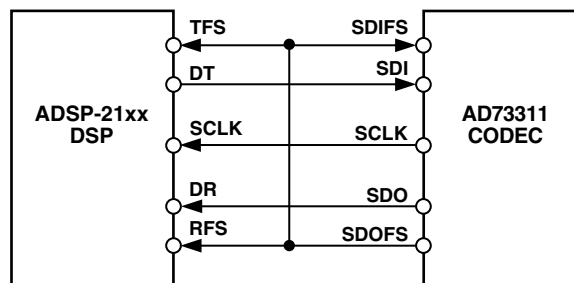 TFS SDIFS
DT SDI
ADSP-21xx
DSP
AD73311
CODEC
SCLK SCLK
DR SDO
RFS SDOFS